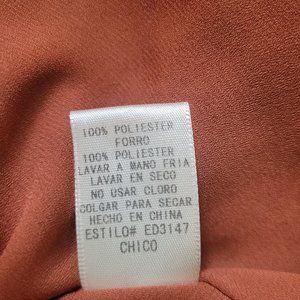 100% POLIESTER
FORRO
100% POLIESTER
LAVAR A MANO FRIA
LAVAR EN SECO
NO USAR CLORO
COLGAR PARA SECAR
HECHO EN CHINA
ESTILO# ED3147
CHICO